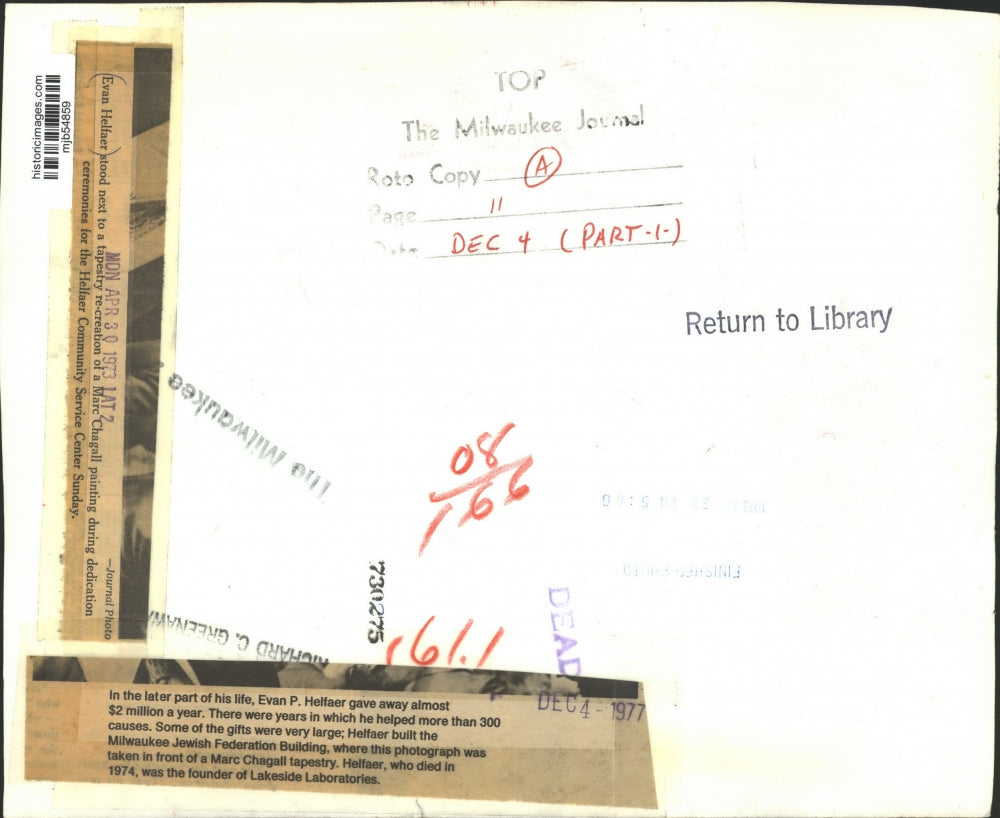 historicimages.com
mjb54859
Evan Helfaer stood next to a tapestry re-creation of a Marc Chagall painting during dedication
ceremonies for the Helfaer Community Service Center Sunday.
—Journal Photo
MON APR 30 1973 LAT 2
TOP
The Milwaukee Journal
Roto Copy A
Page 11
Date DEC 4 (PART-1-)
Return to Library
The Milwaukee
08
166
FINISHED PHOTO
730275
RICHARD C. GREENAW
1611
DEAD
DEC 4 - 1977
In the later part of his life, Evan P. Helfaer gave away almost
$2 million a year. There were years in which he helped more than 300
causes. Some of the gifts were very large; Helfaer built the
Milwaukee Jewish Federation Building, where this photograph was
taken in front of a Marc Chagall tapestry. Helfaer, who died in
1974, was the founder of Lakeside Laboratories.